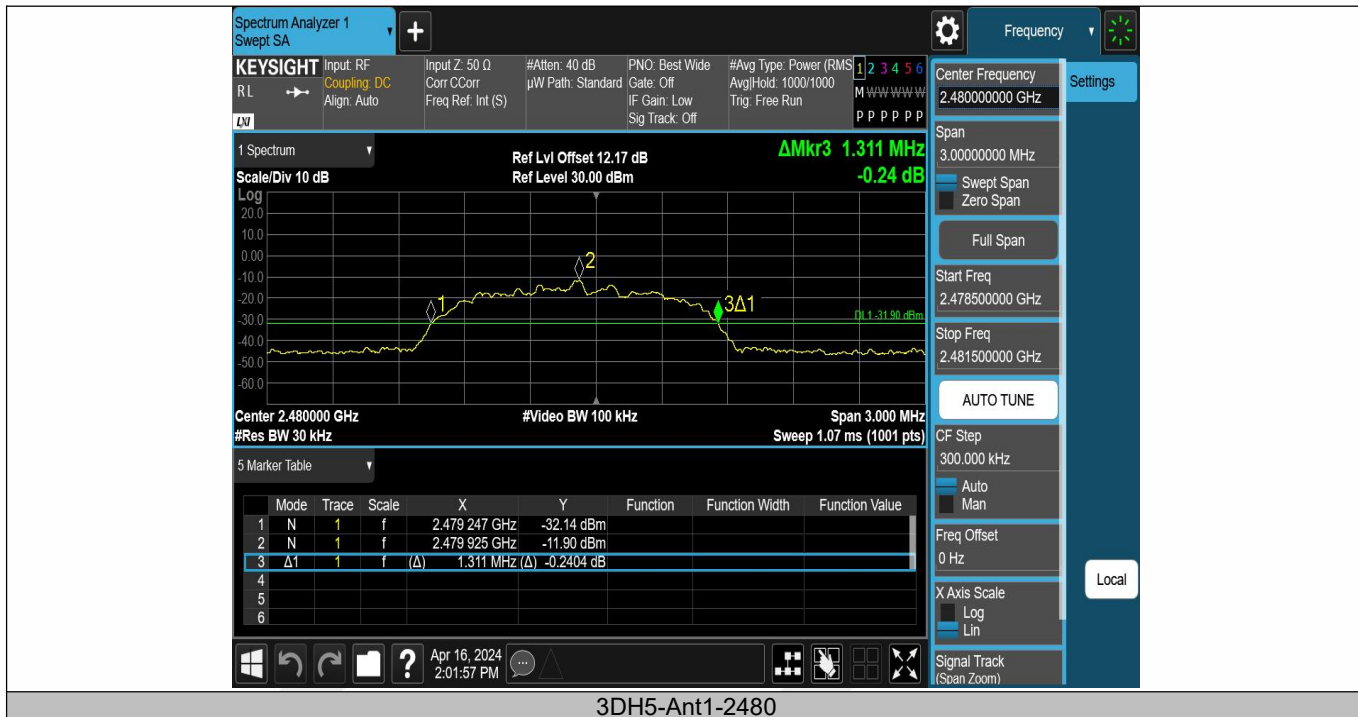 Spectrum Analyzer 1
Swept SA
Frequency
KEYSIGHT
RL
LXI
Input: RF
Coupling: DC
Align: Auto
Input Z: 50 Ω
Corr CCorr
Freq Ref: Int (S)
#Atten: 40 dB
µW Path: Standard
PNO: Best Wide
Gate: Off
IF Gain: Low
Sig Track: Off
#Avg Type: Power (RMS
Avg|Hold: 1000/1000
Trig: Free Run
1 2 3 4 5 6
M W W W W W
P P P P P P
1 Spectrum
Scale/Div 10 dB
Ref Lvl Offset 12.17 dB
Ref Level 30.00 dBm
ΔMkr3 1.311 MHz
-0.24 dB
Log
20.0
10.0
0.00
-10.0
-20.0
-30.0
-40.0
-50.0
-60.0
1
2
3Δ1
DL1 -31.90 dBm
Center 2.480000 GHz
#Res BW 30 kHz
#Video BW 100 kHz
Span 3.000 MHz
Sweep 1.07 ms (1001 pts)
5 Marker Table
Mode Trace Scale X Y Function Function Width Function Value
1 N 1 f 2.479 247 GHz -32.14 dBm
2 N 1 f 2.479 925 GHz -11.90 dBm
3 Δ1 1 f (Δ) 1.311 MHz (Δ) -0.2404 dB
4
5
6
?
Apr 16, 2024
2:01:57 PM
Center Frequency
2.480000000 GHz
Settings
Span
3.00000000 MHz
Swept Span
Zero Span
Full Span
Start Freq
2.478500000 GHz
Stop Freq
2.481500000 GHz
AUTO TUNE
CF Step
300.000 kHz
Auto
Man
Freq Offset
0 Hz
Local
X Axis Scale
Log
Lin
Signal Track
(Span Zoom)
3DH5-Ant1-2480